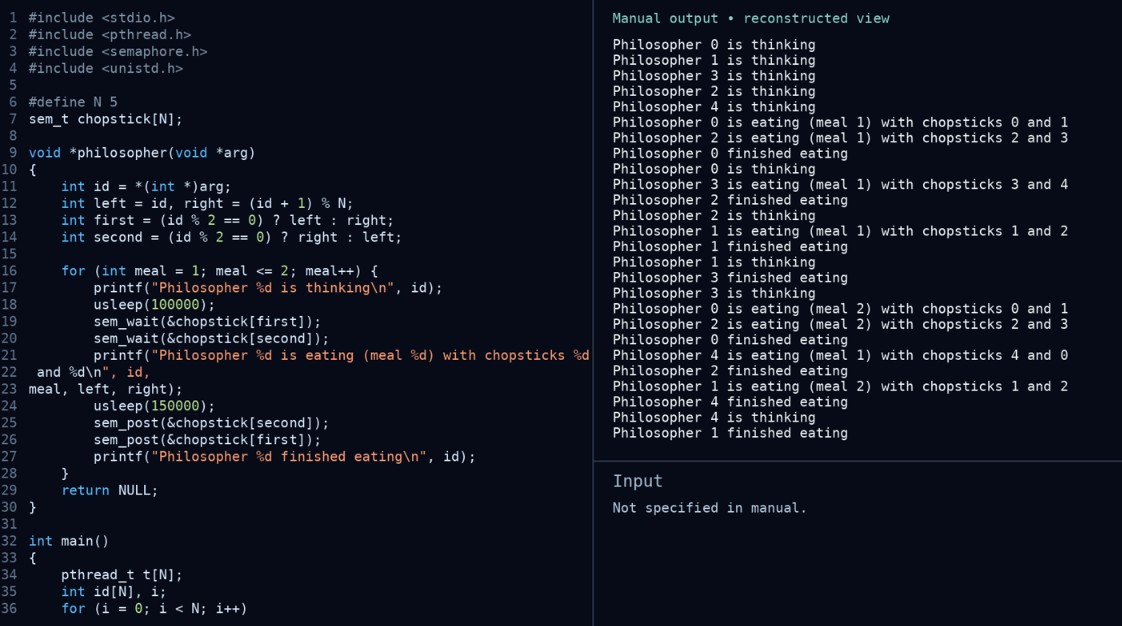 1 #include <stdio.h>
2 #include <pthread.h>
3 #include <semaphore.h>
4 #include <unistd.h>
5
6 #define N 5
7 sem_t chopstick[N];
8
9 void *philosopher(void *arg)
10 {
11     int id = *(int *)arg;
12     int left = id, right = (id + 1) % N;
13     int first = (id % 2 == 0) ? left : right;
14     int second = (id % 2 == 0) ? right : left;
15
16     for (int meal = 1; meal <= 2; meal++) {
17         printf("Philosopher %d is thinking\n", id);
18         usleep(100000);
19         sem_wait(&chopstick[first]);
20         sem_wait(&chopstick[second]);
21         printf("Philosopher %d is eating (meal %d) with chopsticks %d
22  and %d\n", id,
23 meal, left, right);
24         usleep(150000);
25         sem_post(&chopstick[second]);
26         sem_post(&chopstick[first]);
27         printf("Philosopher %d finished eating\n", id);
28     }
29     return NULL;
30 }
31
32 int main()
33 {
34     pthread_t t[N];
35     int id[N], i;
36     for (i = 0; i < N; i++)
Manual output • reconstructed view
Philosopher 0 is thinking
Philosopher 1 is thinking
Philosopher 3 is thinking
Philosopher 2 is thinking
Philosopher 4 is thinking
Philosopher 0 is eating (meal 1) with chopsticks 0 and 1
Philosopher 2 is eating (meal 1) with chopsticks 2 and 3
Philosopher 0 finished eating
Philosopher 0 is thinking
Philosopher 3 is eating (meal 1) with chopsticks 3 and 4
Philosopher 2 finished eating
Philosopher 2 is thinking
Philosopher 1 is eating (meal 1) with chopsticks 1 and 2
Philosopher 1 finished eating
Philosopher 1 is thinking
Philosopher 3 finished eating
Philosopher 3 is thinking
Philosopher 0 is eating (meal 2) with chopsticks 0 and 1
Philosopher 2 is eating (meal 2) with chopsticks 2 and 3
Philosopher 0 finished eating
Philosopher 4 is eating (meal 1) with chopsticks 4 and 0
Philosopher 2 finished eating
Philosopher 1 is eating (meal 2) with chopsticks 1 and 2
Philosopher 4 finished eating
Philosopher 4 is thinking
Philosopher 1 finished eating
Input
Not specified in manual.